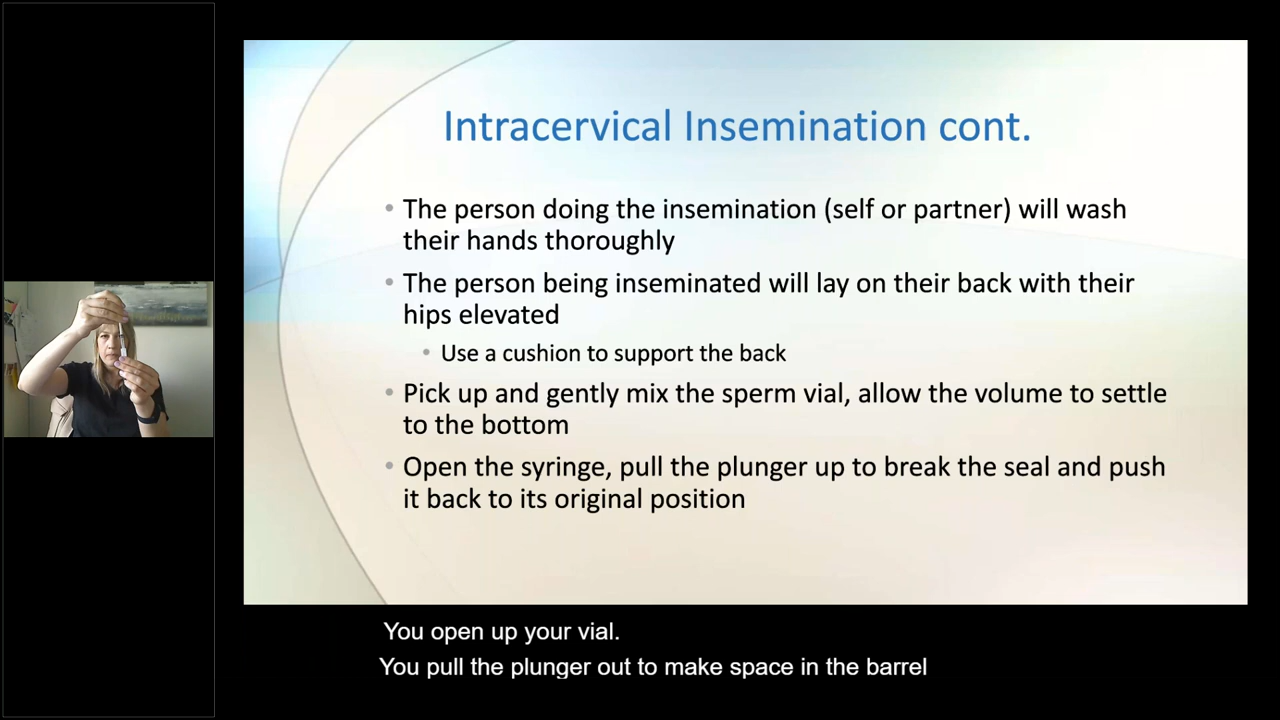 Intracervical Insemination cont.
• The person doing the insemination (self or partner) will wash
their hands thoroughly
• The person being inseminated will lay on their back with their
hips elevated
• Use a cushion to support the back
• Pick up and gently mix the sperm vial, allow the volume to settle
to the bottom
• Open the syringe, pull the plunger up to break the seal and push
it back to its original position
You open up your vial.
You pull the plunger out to make space in the barrel